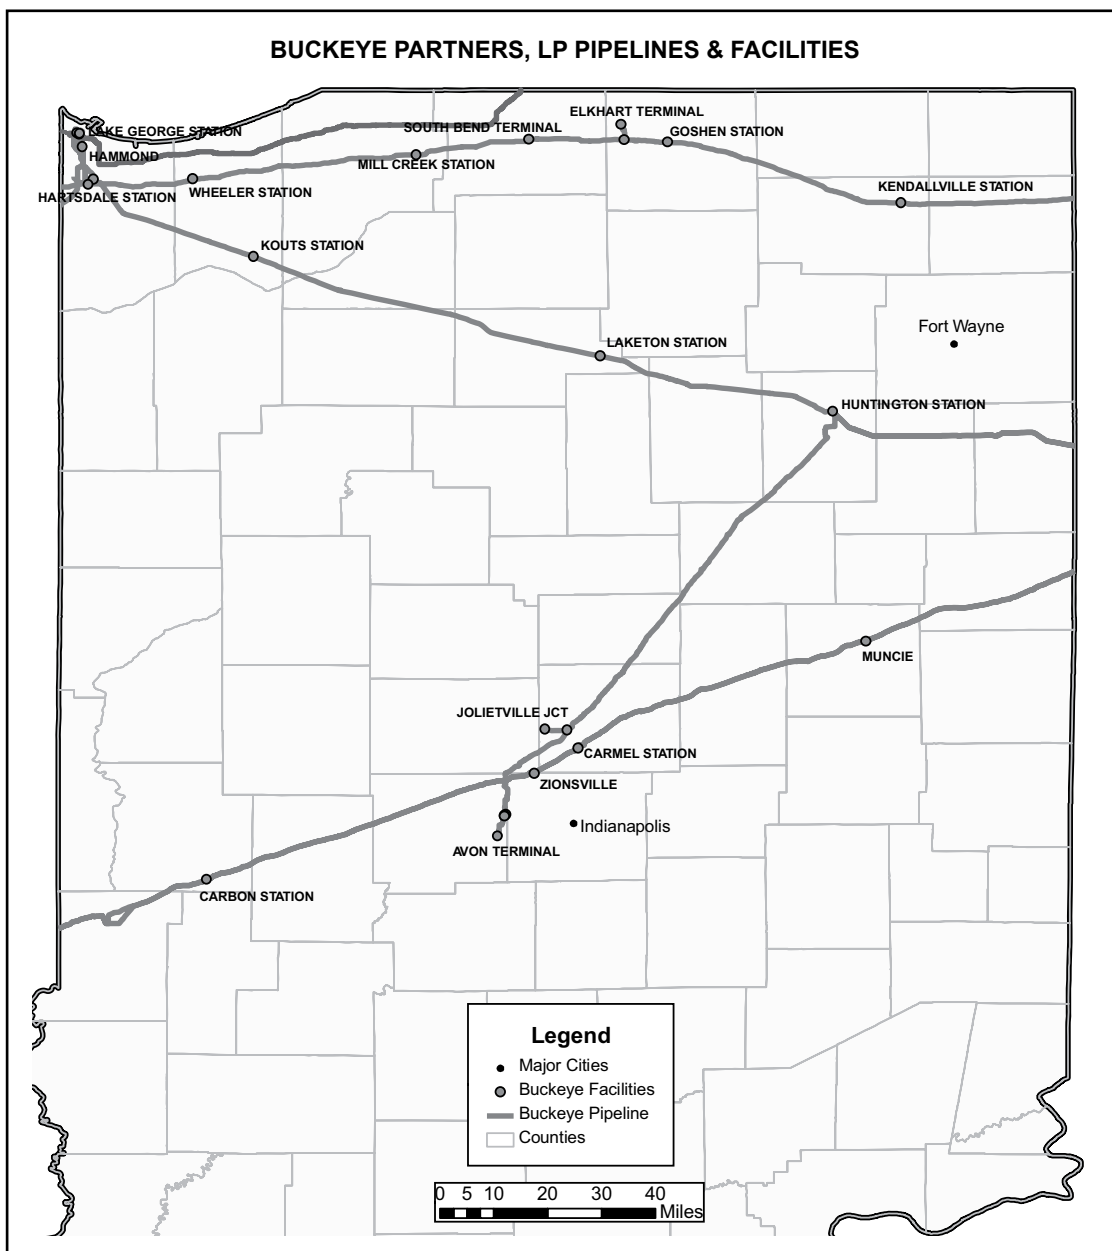 BUCKEYE PARTNERS, LP PIPELINES & FACILITIES
ELKHART TERMINAL
LAKE GEORGE STATION
SOUTH BEND TERMINAL
GOSHEN STATION
HAMMOND
MILL CREEK STATION
KENDALLVILLE STATION
HARTSDALE STATION
WHEELER STATION
KOUTS STATION
Fort Wayne
LAKETON STATION
HUNTINGTON STATION
MUNCIE
JOLIETVILLE JCT
CARMEL STATION
ZIONSVILLE
Indianapolis
AVON TERMINAL
CARBON STATION
Legend
Major Cities
Buckeye Facilities
Buckeye Pipeline
Counties
0 5 10 20 30 40
Miles